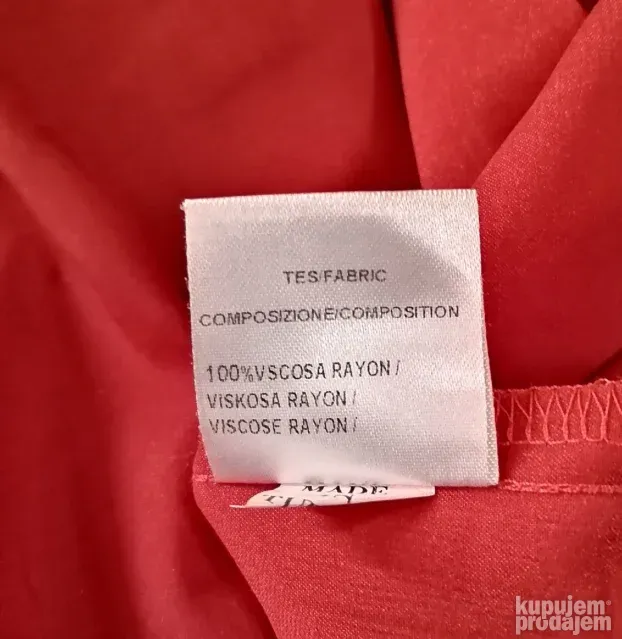 TES/FABRIC
COMPOSIZIONE/COMPOSITION
100%VSCOSA RAYON/
VISKOSA RAYON/
VISCOSE RAYON/
MADE
kupujem
prodajem